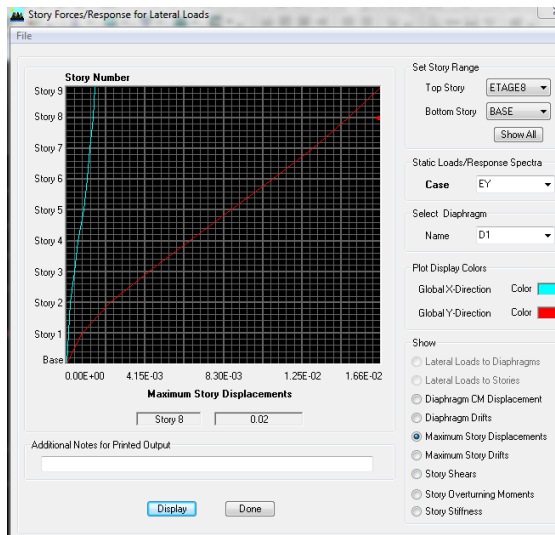 Story Forces/Response for Lateral Loads
File
Story Number
Story 9
Story 8
Story 7
Story 6
Story 5
Story 4
Story 3
Story 2
Story 1
Base
0.00E+00 4.15E-03 8.30E-03 1.25E-02 1.66E-02
Maximum Story Displacements
Story 8 0.02
Additional Notes for Printed Output
Display Done
Set Story Range
Top Story ETAGE8
Bottom Story BASE
Show All
Static Loads/Response Spectra
Case EY
Select Diaphragm
Name D1
Plot Display Colors
Global X-Direction Color
Global Y-Direction Color
Show
Lateral Loads to Diaphragms
Lateral Loads to Stories
Diaphragm CM Displacement
Diaphragm Drifts
Maximum Story Displacements
Maximum Story Drifts
Story Shears
Story Overturning Moments
Story Stiffness